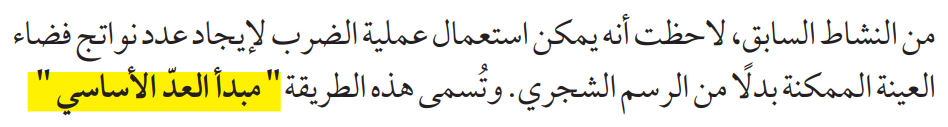 من النشاط السابق، لاحظت أنه يمكن استعمال عملية الضرب لإيجاد عدد نواتج فضاء
العينة الممكنة بدلًا من الرسم الشجري. وتُسمى هذه الطريقة "مبدأ العدّ الأساسي"